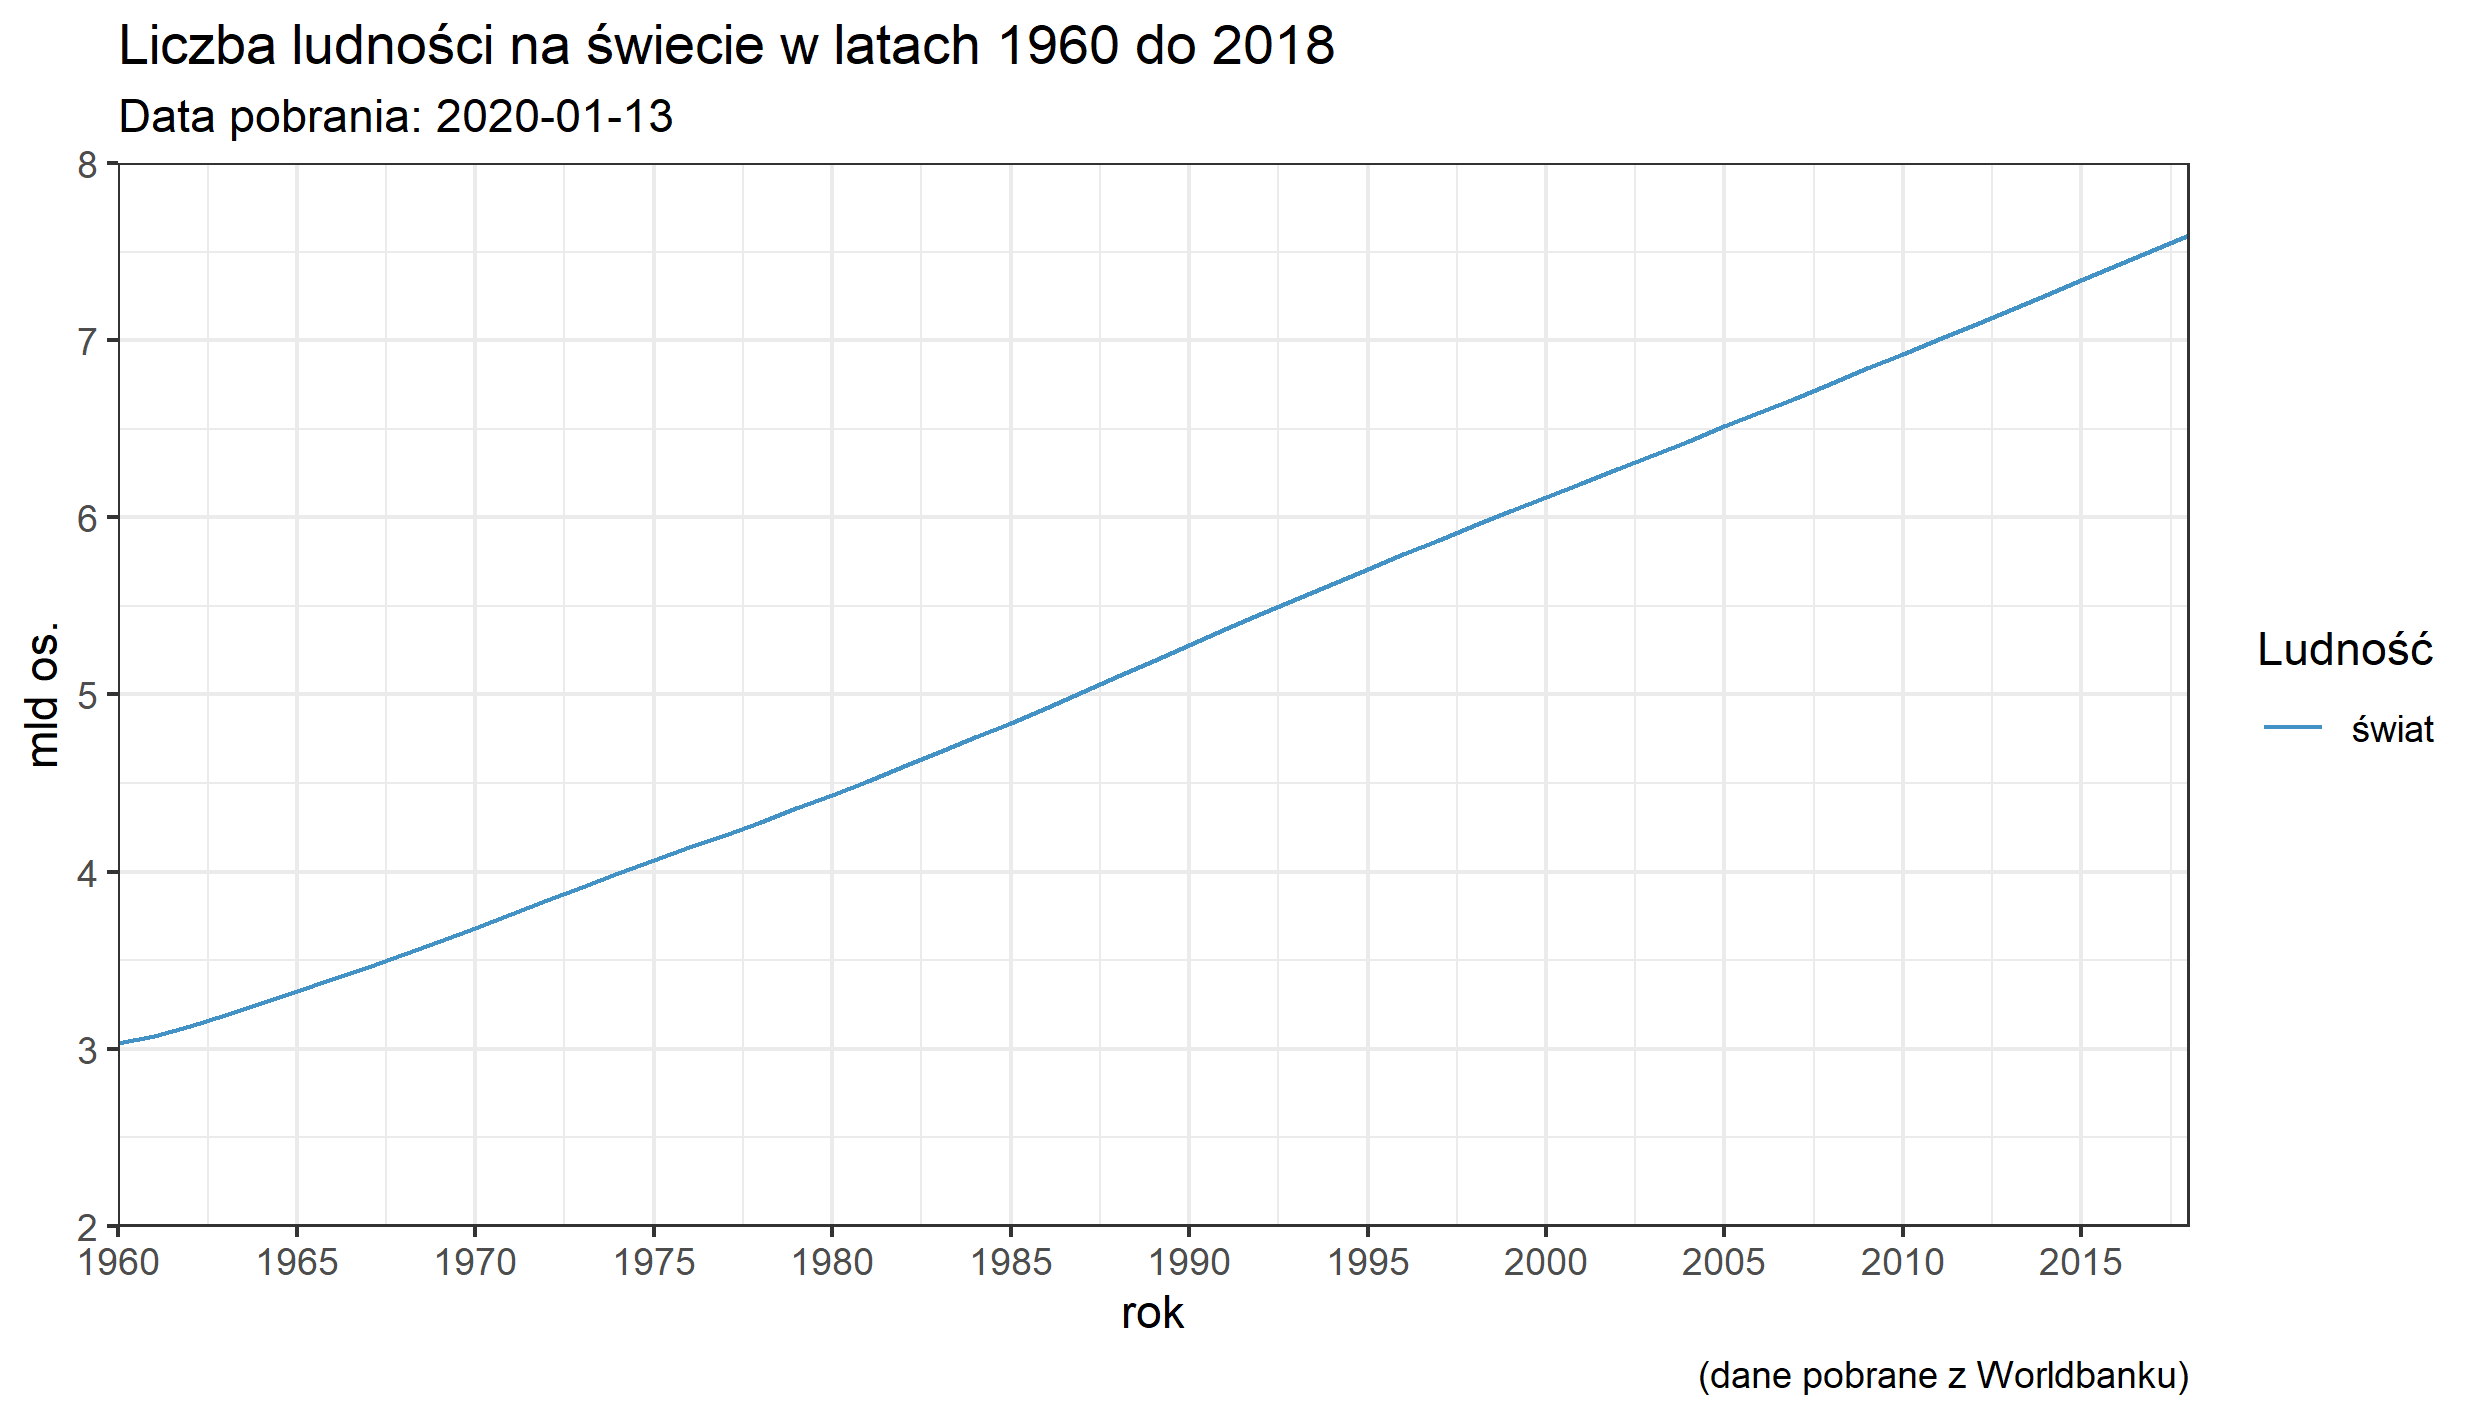 Liczba ludności na świecie w latach 1960 do 2018
Data pobrania: 2020-01-13
8
7
6
5
4
3
2
mld os.
1960 1965 1970 1975 1980 1985 1990 1995 2000 2005 2010 2015
rok
Ludność
świat
(dane pobrane z Worldbanku)